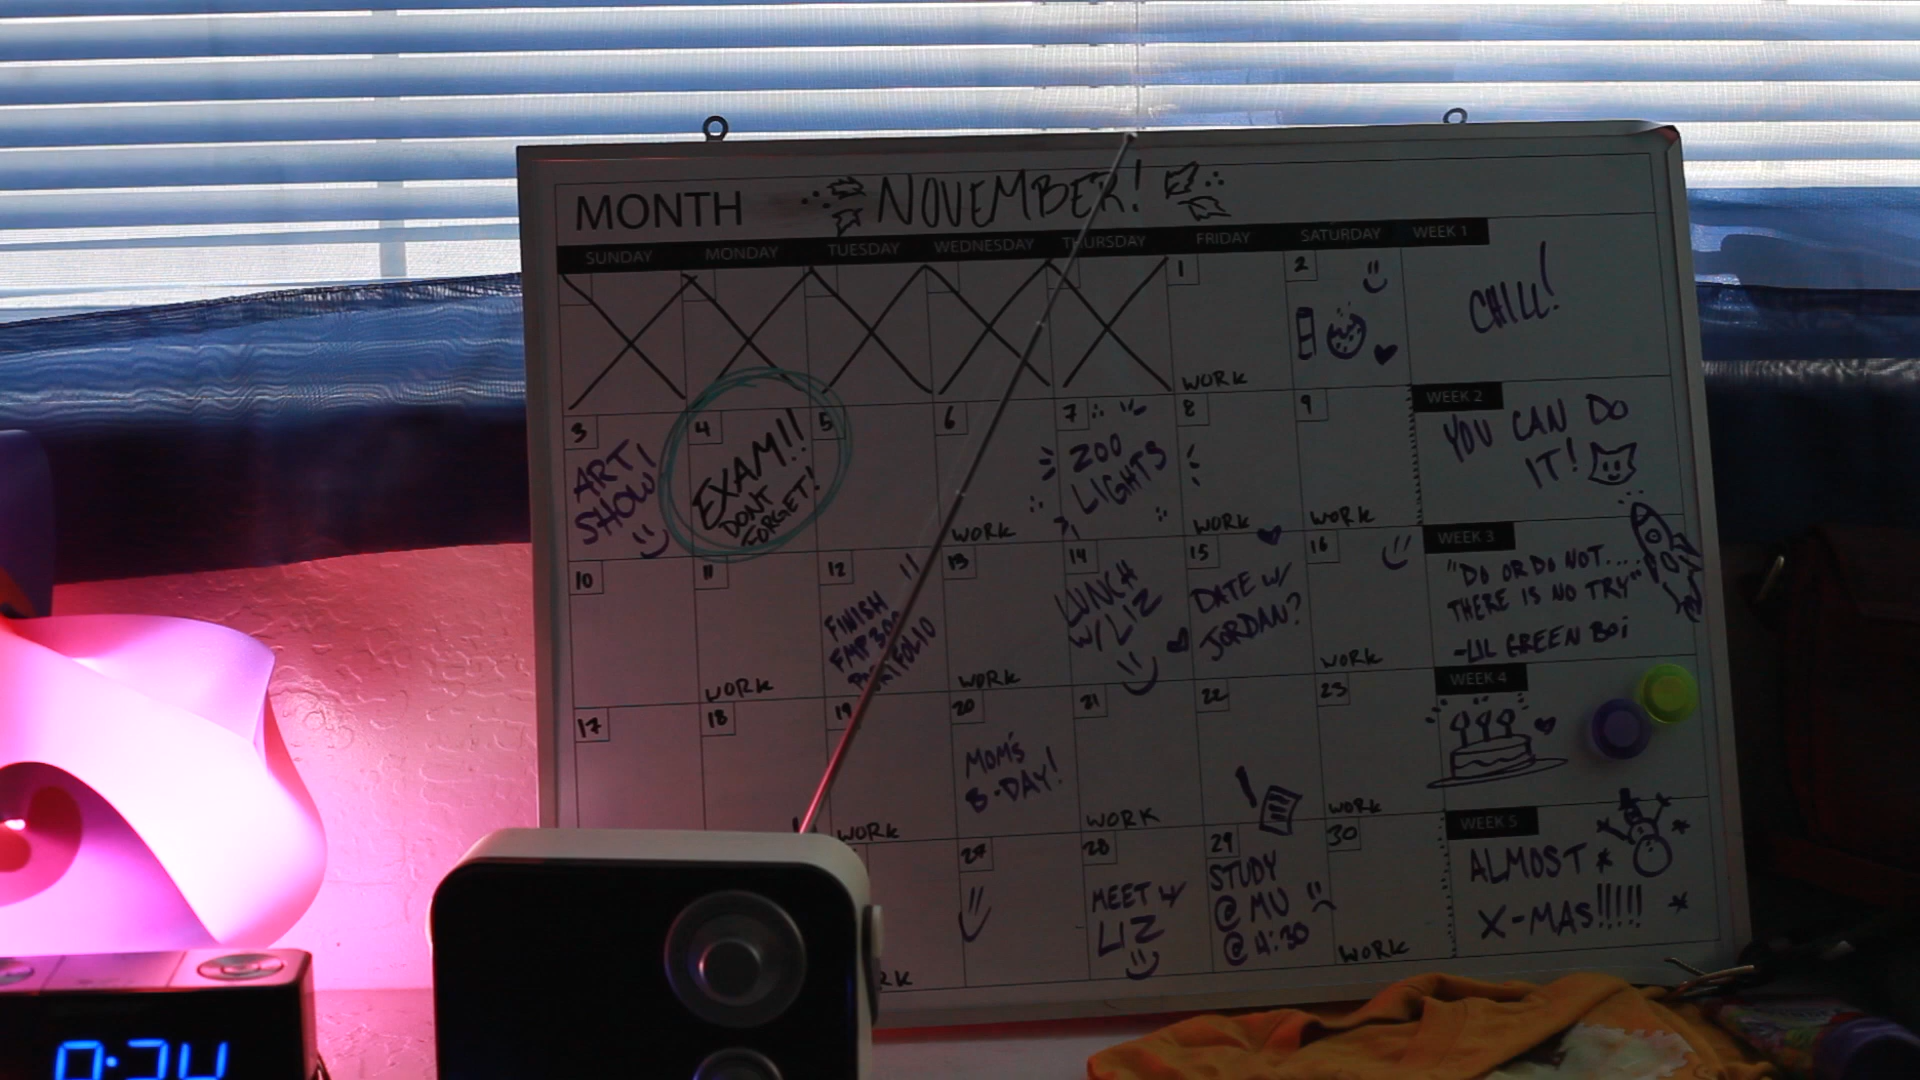 MONTH NOVEMBER!
SUNDAY MONDAY TUESDAY WEDNESDAY THURSDAY FRIDAY SATURDAY WEEK 1
1 2
CHILL!
WORK
WEEK 2
3 4 5 6 7 8 9
ART
SHOW!
EXAM!!
DONT
FORGET!
WORK
ZOO
LIGHTS
WORK
WORK
YOU CAN DO
IT!
WEEK 3
10 11 12 13 14 15 16
WORK
FINISH
FMP
WORK
LUNCH
W/ LIZ
DATE W/
JORDAN?
WORK
"DO OR DO NOT...
THERE IS NO TRY"
-LIL GREEN BOi
WEEK 4
17 18 19 20 21 22 23
WORK
MOM'S
B-DAY!
WORK
WORK
WEEK 5
27 28 29 30
MEET W/
LIZ
STUDY
@ MU
@ 4:30
WORK
ALMOST
X-MAS!!!!!